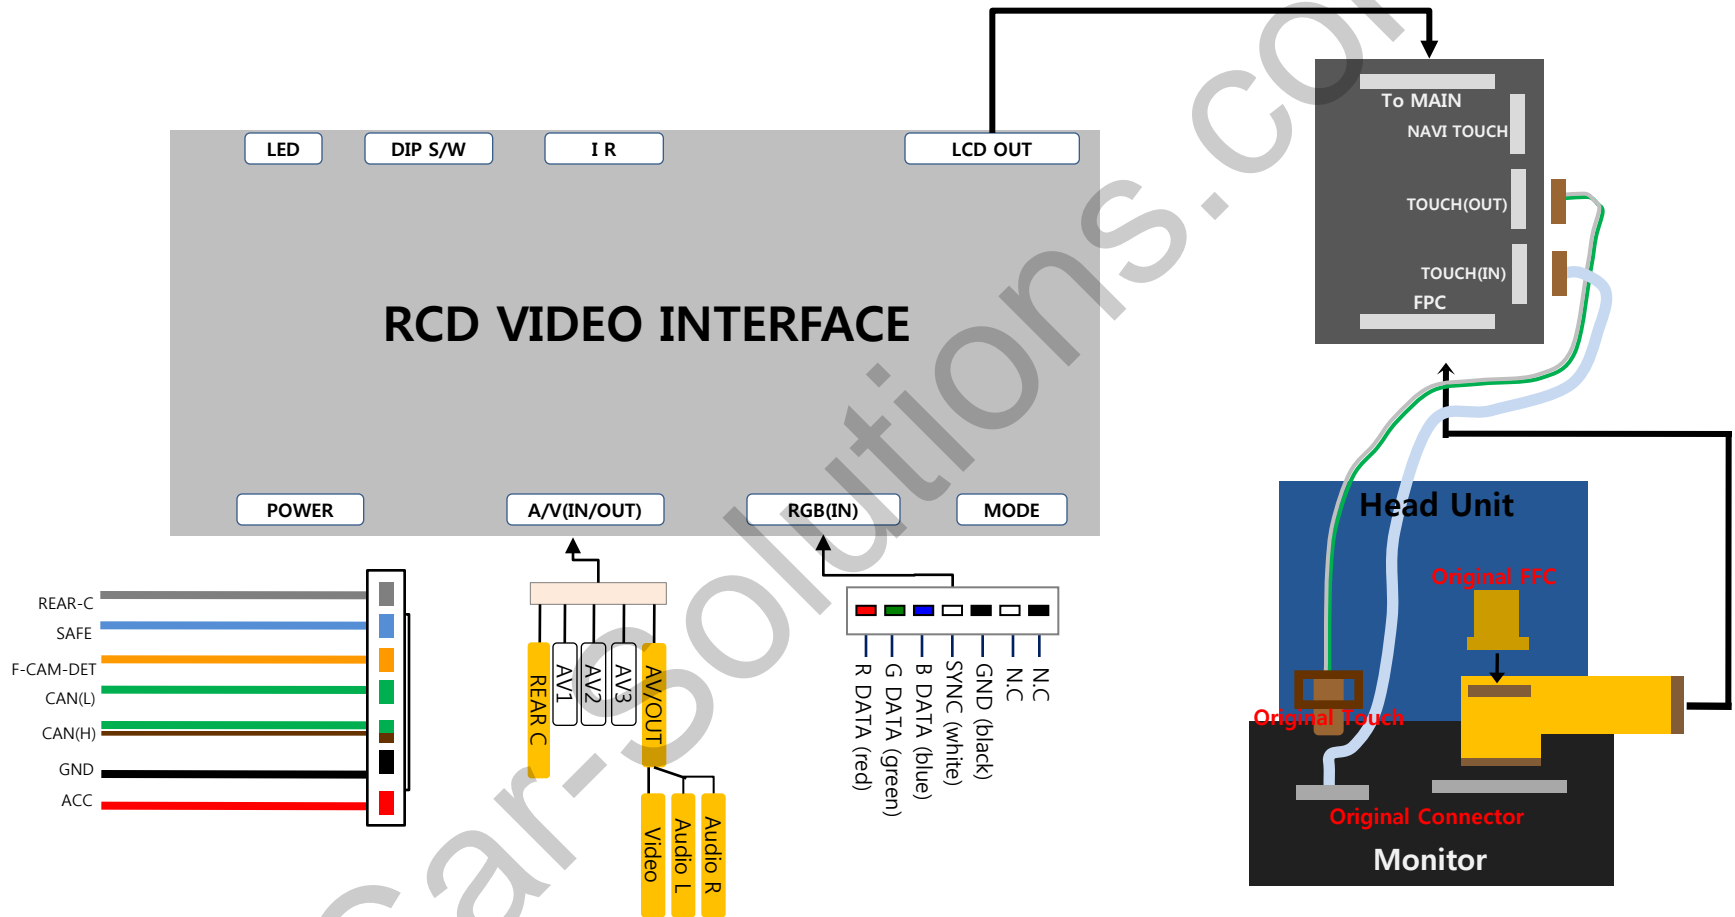 To MAIN
NAVI TOUCH
LED
DIP S/W
I R
LCD OUT
TOUCH(OUT)
TOUCH(IN)
FPC
RCD VIDEO INTERFACE
POWER
A/V(IN/OUT)
RGB(IN)
MODE
Head Unit
Original FFC
REAR-C
SAFE
F-CAM-DET
CAN(L)
CAN(H)
GND
ACC
REAR C
AV1
AV2
AV3
AV/OUT
Video
Audio L
Audio R
R DATA (red)
G DATA (green)
B DATA (blue)
SYNC (white)
GND (black)
N.C
N.C
Original Touch
Original Connector
Monitor
Car-solutions.com